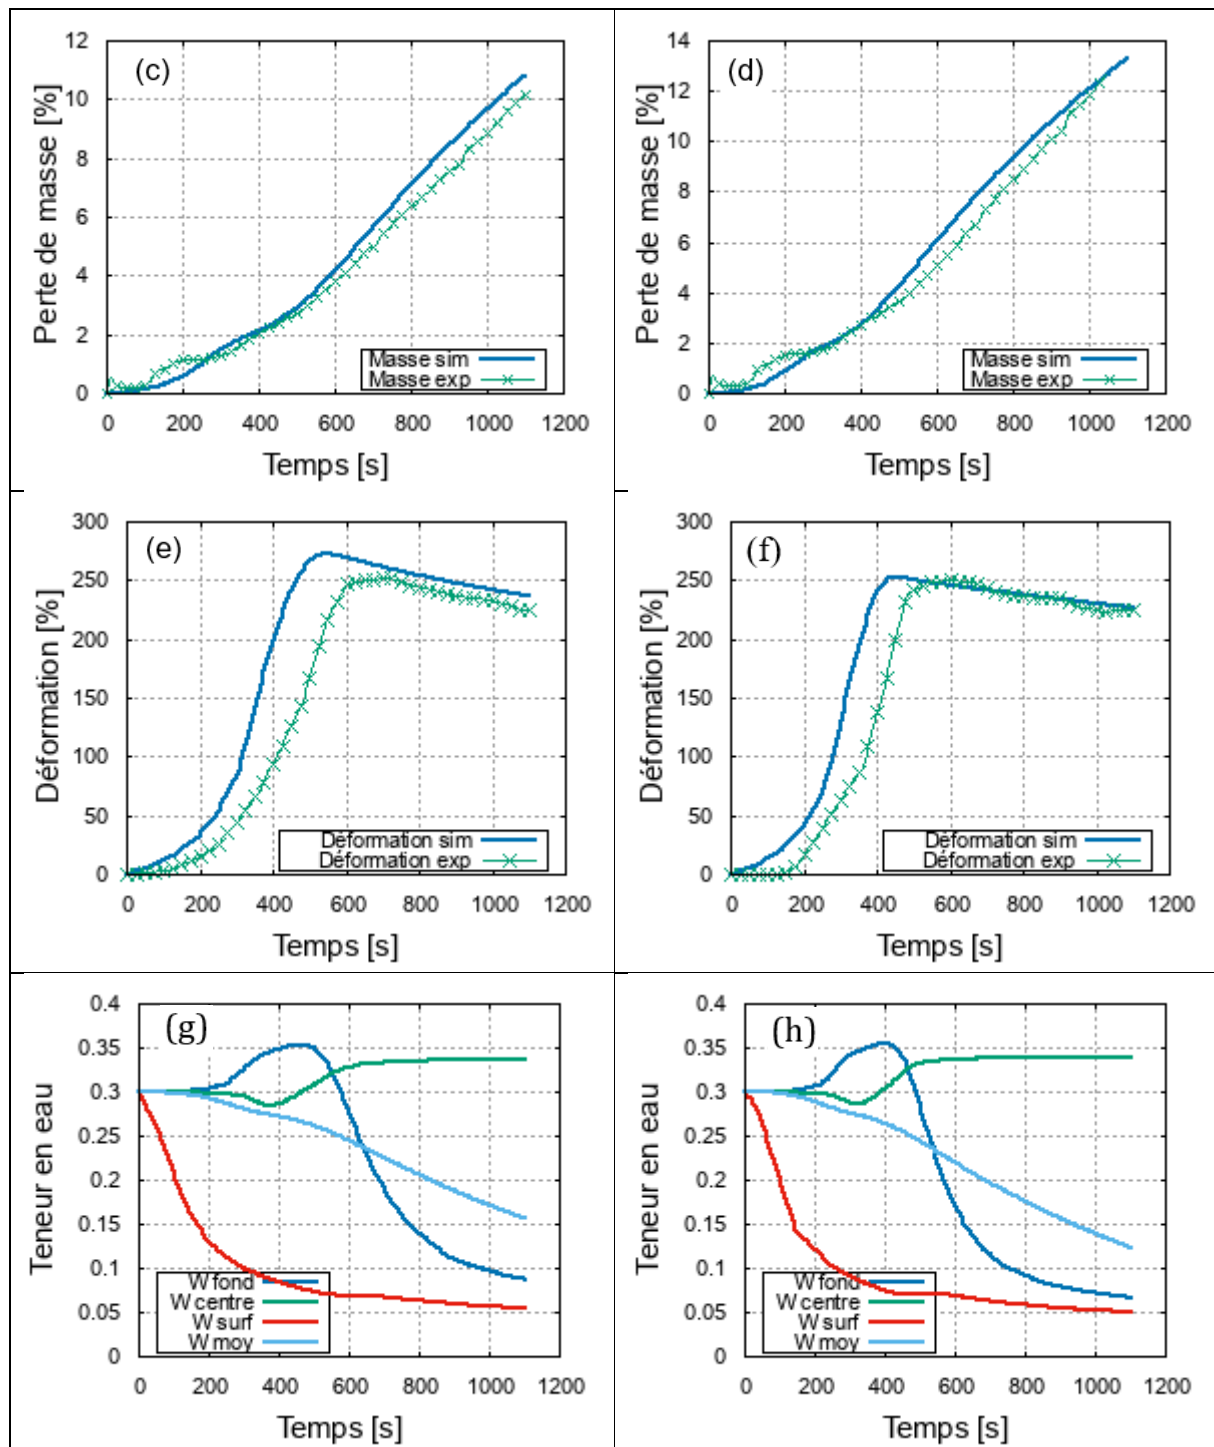 (c)
Perte de masse [%]
12
10
8
6
4
2
0
Masse sim
Masse exp
0 200 400 600 800 1000 1200
Temps [s]
(d)
Perte de masse [%]
14
12
10
8
6
4
2
0
Masse sim
Masse exp
0 200 400 600 800 1000 1200
Temps [s]
(e)
Déformation [%]
300
250
200
150
100
50
0
Déformation sim
Déformation exp
0 200 400 600 800 1000 1200
Temps [s]
(f)
Déformation [%]
300
250
200
150
100
50
0
Déformation sim
Déformation exp
0 200 400 600 800 1000 1200
Temps [s]
(g)
Teneur en eau
0.4
0.35
0.3
0.25
0.2
0.15
0.1
0.05
0
W fond
W centre
W surf
W moy
0 200 400 600 800 1000 1200
Temps [s]
(h)
Teneur en eau
0.4
0.35
0.3
0.25
0.2
0.15
0.1
0.05
0
W fond
W centre
W surf
W moy
0 200 400 600 800 1000 1200
Temps [s]